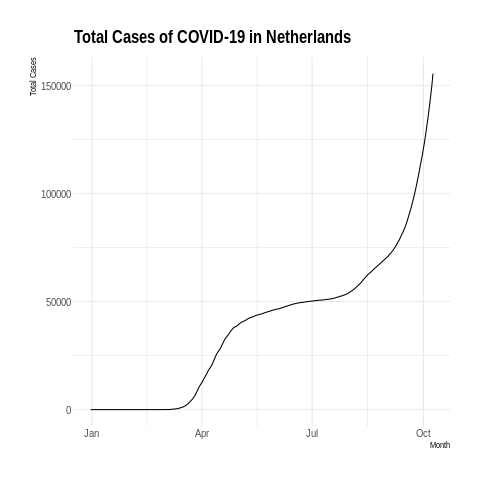 Total Cases of COVID-19 in Netherlands
Total Cases
150000
100000
50000
0
Jan Apr Jul Oct
Month